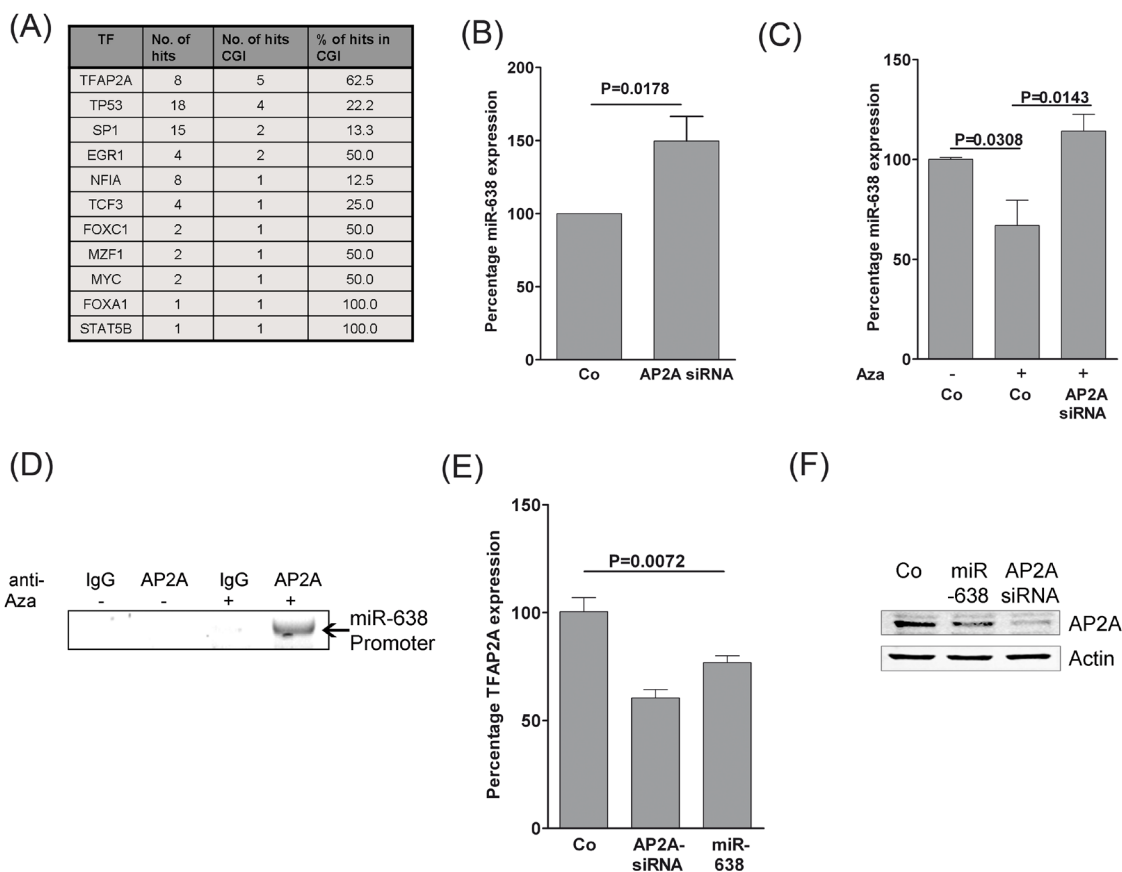 (A)
TF No. of hits No. of hits CGI % of hits in CGI
TFAP2A 8 5 62.5
TP53 18 4 22.2
SP1 15 2 13.3
EGR1 4 2 50.0
NFIA 8 1 12.5
TCF3 4 1 25.0
FOXC1 2 1 50.0
MZF1 2 1 50.0
MYC 2 1 50.0
FOXA1 1 1 100.0
STAT5B 1 1 100.0
(B)
Percentage miR-638 expression
200
150
100
50
0
P=0.0178
Co AP2A siRNA
(C)
Percentage miR-638 expression
150
100
50
0
P=0.0308
P=0.0143
Aza - + +
Co Co AP2A
siRNA
(D)
anti- IgG AP2A IgG AP2A
Aza - - + +
miR-638
Promoter
(E)
Percentage TFAP2A expression
150
100
50
0
P=0.0072
Co AP2A- miR-
siRNA 638
(F)
Co miR AP2A
-638 siRNA
AP2A
Actin